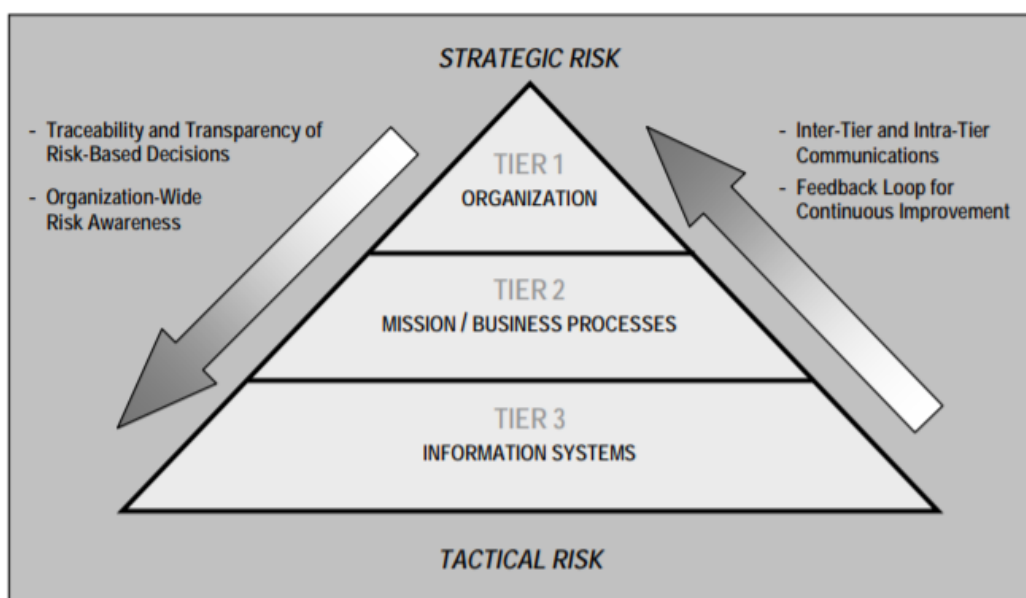 STRATEGIC RISK
- Traceability and Transparency of
Risk-Based Decisions
- Organization-Wide
Risk Awareness
- Inter-Tier and Intra-Tier
Communications
- Feedback Loop for
Continuous Improvement
TIER 1
ORGANIZATION
TIER 2
MISSION / BUSINESS PROCESSES
TIER 3
INFORMATION SYSTEMS
TACTICAL RISK